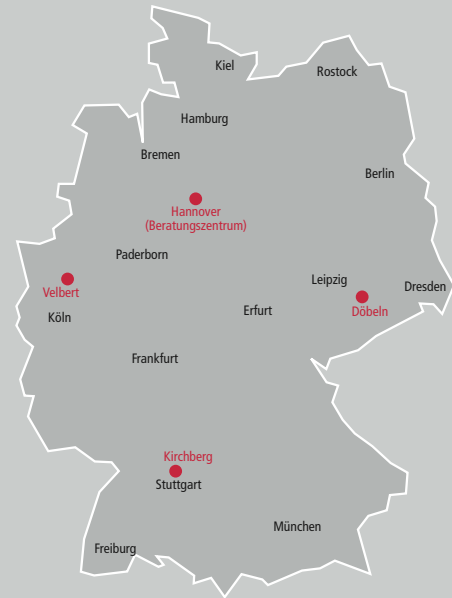 Kiel
Rostock
Hamburg
Bremen
Berlin
Hannover
(Beratungszentrum)
Paderborn
Leipzig
Dresden
Velbert
Döbeln
Köln
Erfurt
Frankfurt
Kirchberg
Stuttgart
München
Freiburg